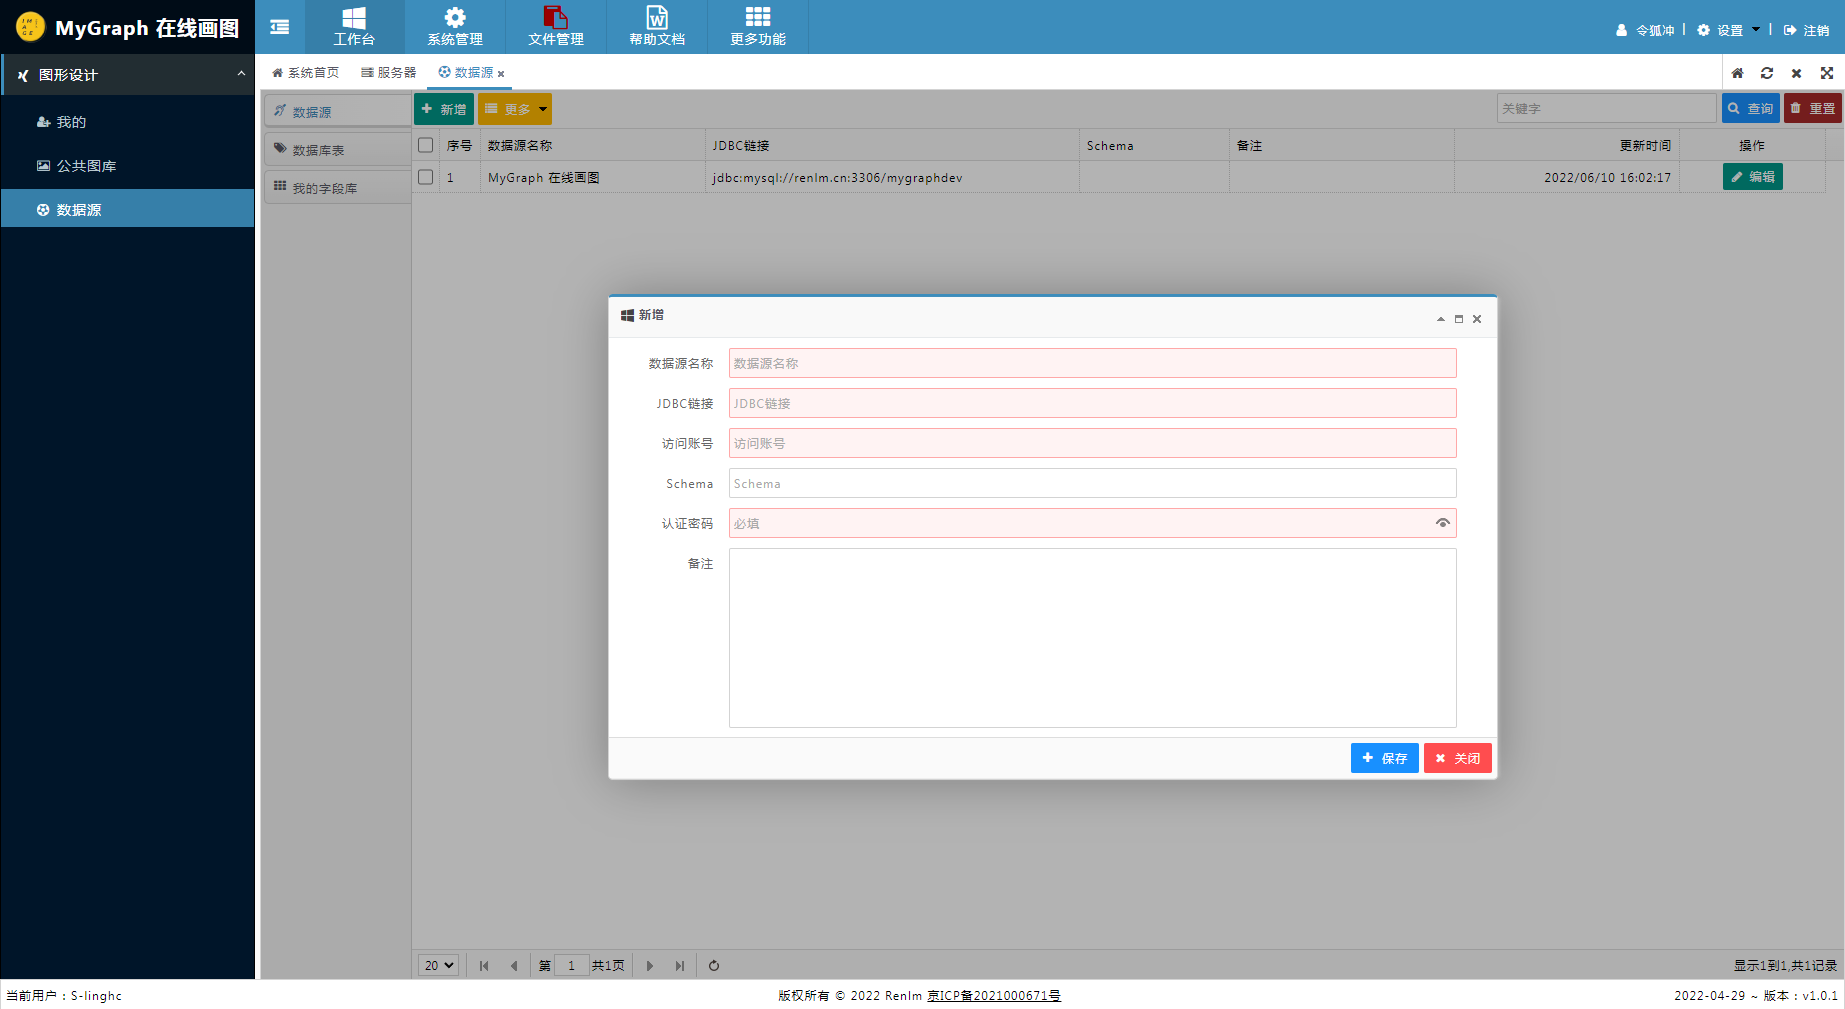 MyGraph 在线画图
工作台
系统管理
文件管理
帮助文档
更多功能
令狐冲
设置
注销
图形设计
我的
公共图库
数据源
系统首页
服务器
数据源
数据源
数据库表
我的字段库
新增
更多
关键字
查询
重置
序号 数据源名称 JDBC链接 Schema 备注 更新时间 操作
1 MyGraph 在线画图 jdbc:mysql://renlm.cn:3306/mygraphdev 2022/06/10 16:02:17 编辑
新增
数据源名称 数据源名称
JDBC链接 JDBC链接
访问账号 访问账号
Schema Schema
认证密码 必填
备注
保存
关闭
20 第 1 共1页
显示1到1,共1记录
当前用户：S-linghc
版权所有 © 2022 Renlm 京ICP备2021000671号
2022-04-29 ~ 版本：v1.0.1